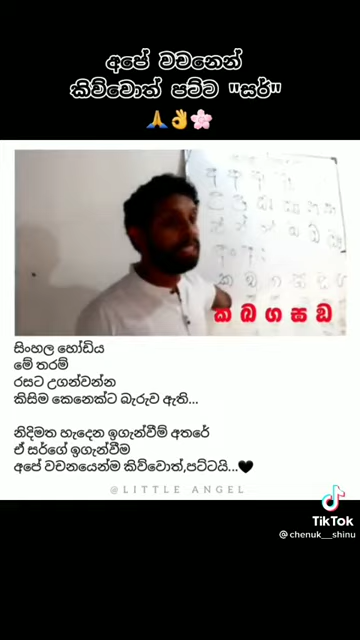 අපේ වචනෙන්
කිව්වොත් පට්ට "සර්"
🙏👌🌸
ක ඛ ග ඝ ඞ
සිංහල හෝඩිය
මේ තරම්
රසට උගන්වන්න
කිසිම කෙනෙක්ට බැරුව ඇති...
නිදිමත හැදෙන ඉගැන්වීම් අතරේ
ඒ සර්ගේ ඉගැන්වීම
අපේ වචනයෙන්ම කිව්වොත්,පට්ටයි...🖤
@LITTLE ANGEL
TikTok
@chenuk__shinu